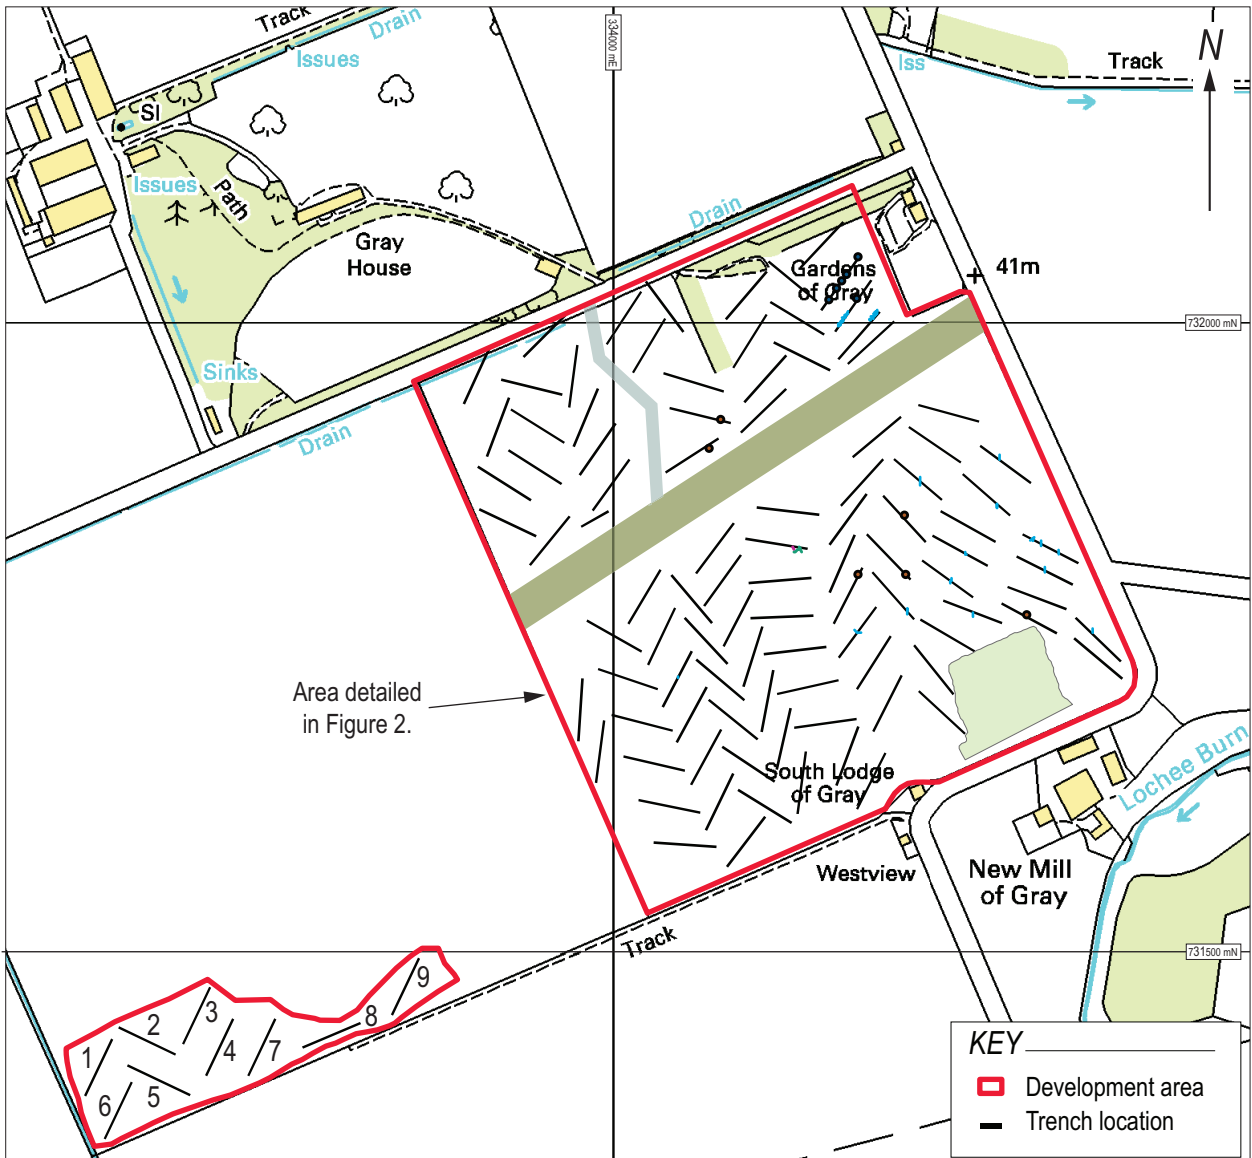 Track
Drain
Issues
334000 mE
Iss
Track
N
SI
Issues
Path
Drain
Gray
House
Gardens
of Gray
41m
732000 mN
Sinks
Drain
Area detailed
in Figure 2.
South Lodge
of Gray
Lochee Burn
Westview
New Mill
of Gray
Track
731500 mN
1
2
3
4
5
6
7
8
9
KEY
Development area
Trench location